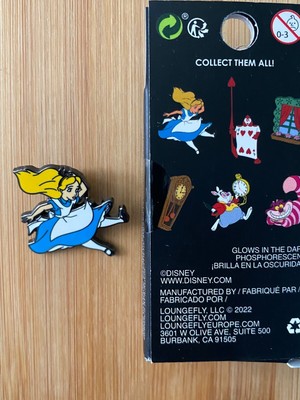 0-3
COLLECT THEM ALL!
GLOWS IN THE DAR
PHOSPHORESCEN
¡BRILLA EN LA OSCURIDA
©DISNEY
WWW.DISNEY.COM
MANUFACTURED BY / FABRIQUÉ PAR /
FABRICADO POR /
LOUNGEFLY, LLC © 2022
LOUNGEFLY.COM
LOUNGEFLYEUROPE.COM
3601 W OLIVE AVE, SUITE 500
BURBANK, CA 91505